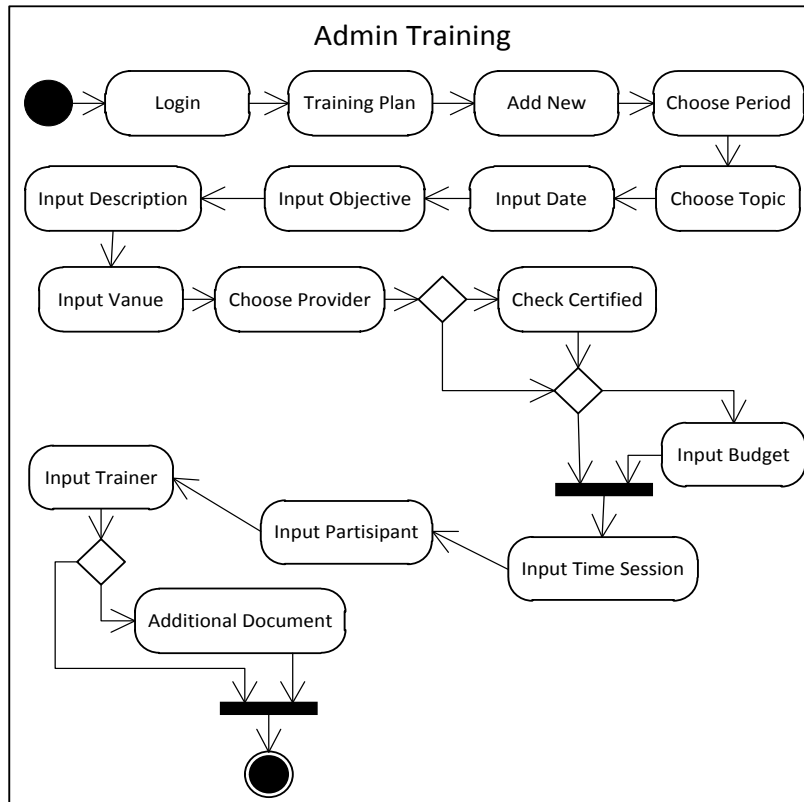 Admin Training
Login
Training Plan
Add New
Choose Period
Choose Topic
Input Date
Input Objective
Input Description
Input Vanue
Choose Provider
Check Certified
Input Budget
Input Time Session
Input Partisipant
Input Trainer
Additional Document